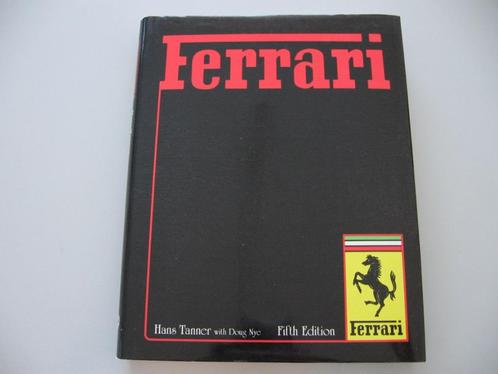 Ferrari
Hans Tanner with Doug Nye Fifth Edition
Ferrari